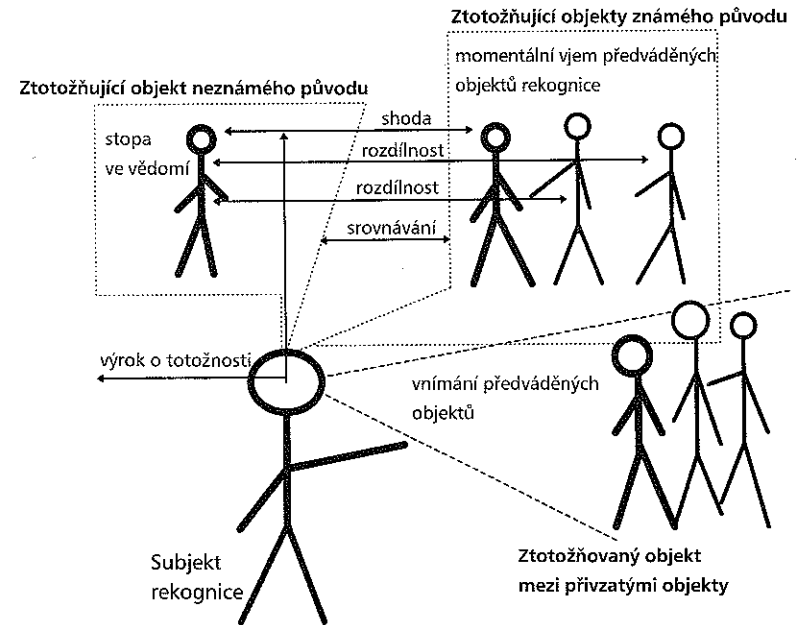 Ztotožňující objekty známého původu
momentální vjem předváděných
objektů rekognice
Ztotožňující objekt neznámého původu
stopa
ve vědomí
shoda
rozdílnost
rozdílnost
srovnávání
výrok o totožnosti
vnímání předváděných
objektů
Subjekt
rekognice
Ztotožňovaný objekt
mezi přivzatými objekty